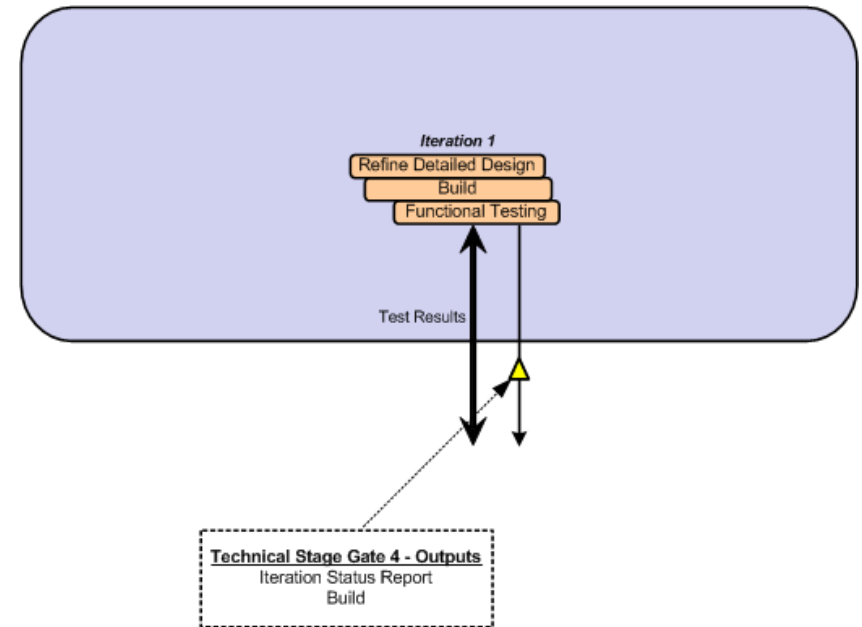 Iteration 1
Refine Detailed Design
Build
Functional Testing
Test Results
Technical Stage Gate 4 - Outputs
Iteration Status Report
Build